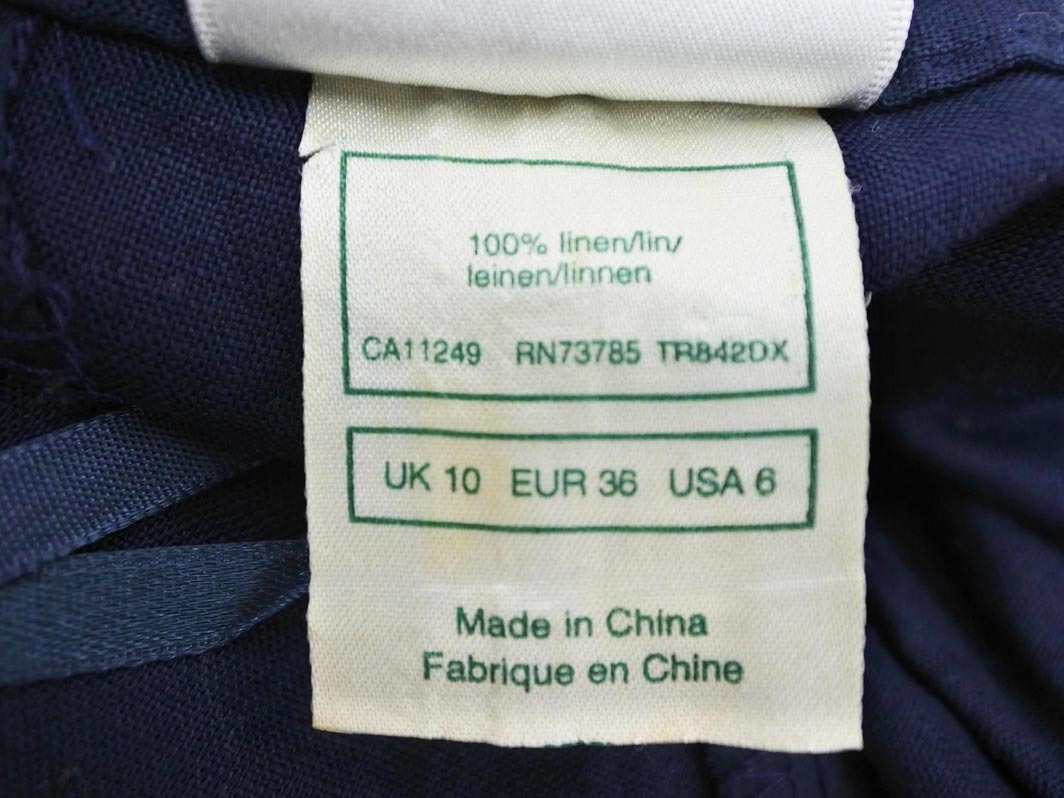 100% linen/lin/
leinen/linnen
CA11249 RN73785 TR842DX
UK 10 EUR 36 USA 6
Made in China
Fabrique en Chine